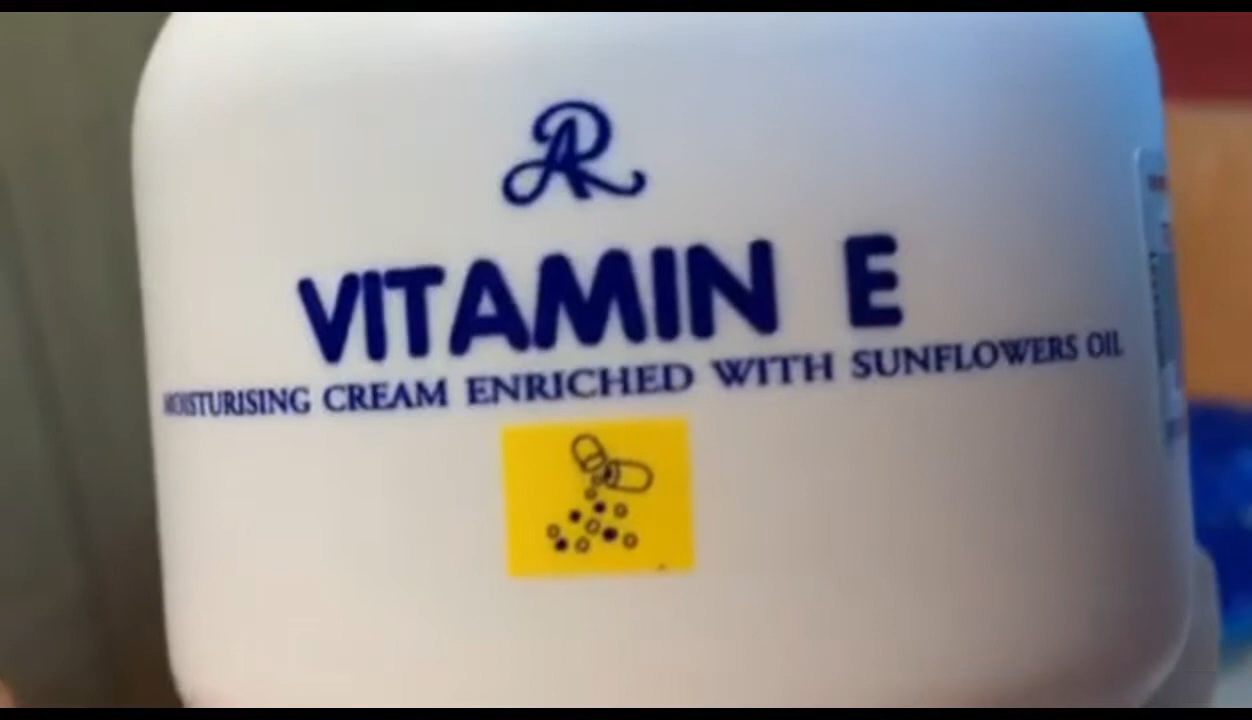 AR
VITAMIN E
MOISTURISING CREAM ENRICHED WITH SUNFLOWERS OIL